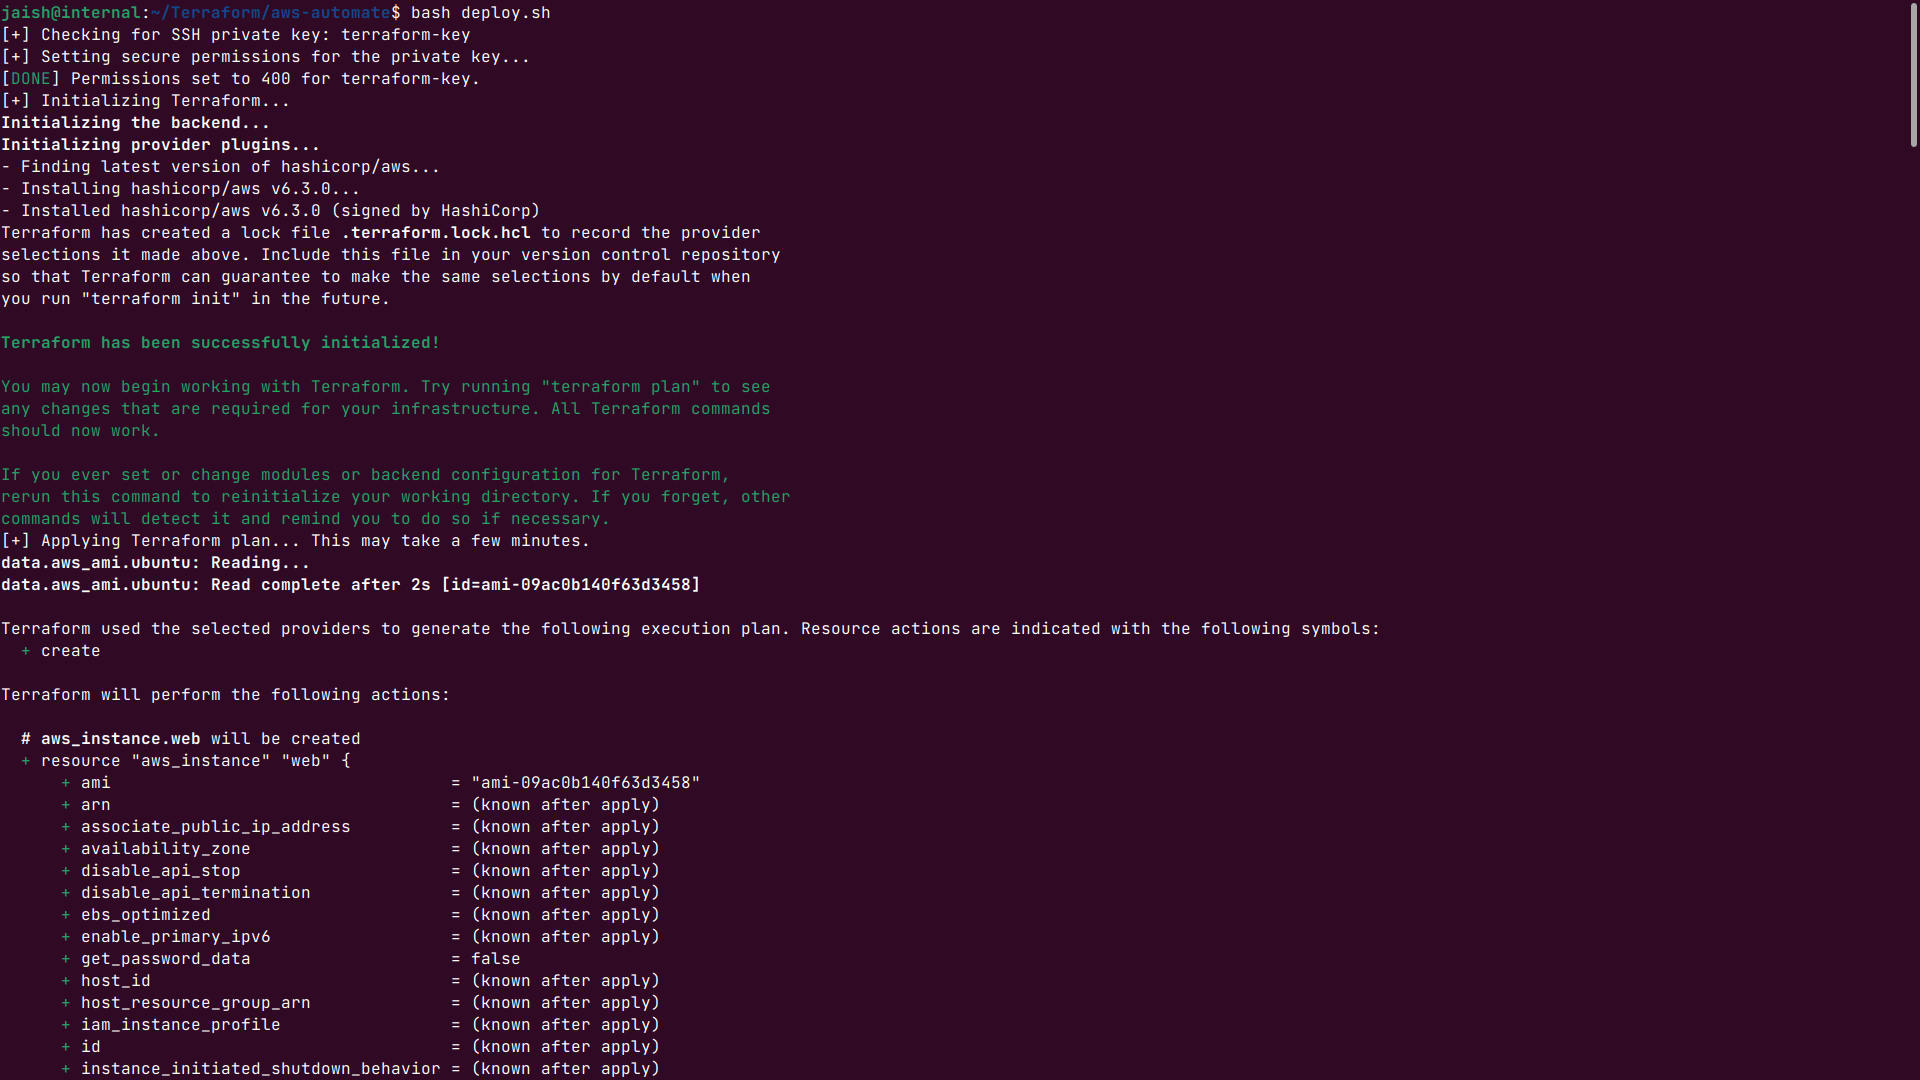 jaish@internal:~/Terraform/aws-automate$ bash deploy.sh
[+] Checking for SSH private key: terraform-key
[+] Setting secure permissions for the private key...
[DONE] Permissions set to 400 for terraform-key.
[+] Initializing Terraform...
Initializing the backend...
Initializing provider plugins...
- Finding latest version of hashicorp/aws...
- Installing hashicorp/aws v6.3.0...
- Installed hashicorp/aws v6.3.0 (signed by HashiCorp)
Terraform has created a lock file .terraform.lock.hcl to record the provider
selections it made above. Include this file in your version control repository
so that Terraform can guarantee to make the same selections by default when
you run "terraform init" in the future.

Terraform has been successfully initialized!

You may now begin working with Terraform. Try running "terraform plan" to see
any changes that are required for your infrastructure. All Terraform commands
should now work.

If you ever set or change modules or backend configuration for Terraform,
rerun this command to reinitialize your working directory. If you forget, other
commands will detect it and remind you to do so if necessary.
[+] Applying Terraform plan... This may take a few minutes.
data.aws_ami.ubuntu: Reading...
data.aws_ami.ubuntu: Read complete after 2s [id=ami-09ac0b140f63d3458]

Terraform used the selected providers to generate the following execution plan. Resource actions are indicated with the following symbols:
  + create

Terraform will perform the following actions:

  # aws_instance.web will be created
  + resource "aws_instance" "web" {
      + ami                                  = "ami-09ac0b140f63d3458"
      + arn                                  = (known after apply)
      + associate_public_ip_address          = (known after apply)
      + availability_zone                    = (known after apply)
      + disable_api_stop                     = (known after apply)
      + disable_api_termination              = (known after apply)
      + ebs_optimized                        = (known after apply)
      + enable_primary_ipv6                  = (known after apply)
      + get_password_data                    = false
      + host_id                              = (known after apply)
      + host_resource_group_arn              = (known after apply)
      + iam_instance_profile                 = (known after apply)
      + id                                   = (known after apply)
      + instance_initiated_shutdown_behavior = (known after apply)